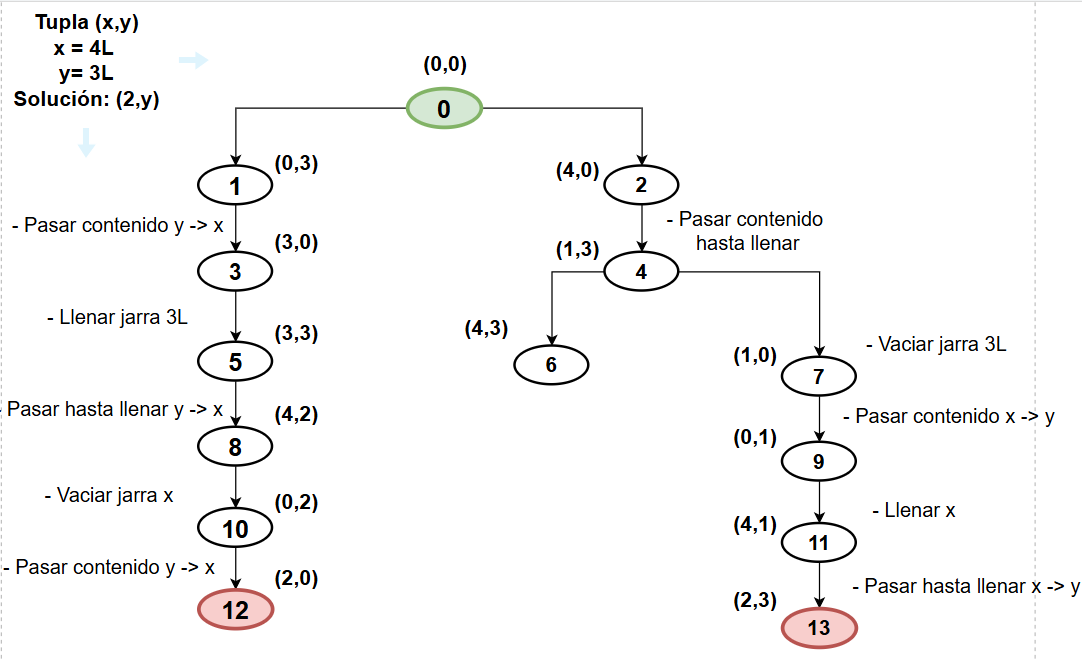 Tupla (x,y)
x = 4L
y= 3L
Solución: (2,y)
(0,0)
0
(0,3)
1
(4,0)
2
- Pasar contenido y -> x
- Pasar contenido
hasta llenar
(3,0)
3
(1,3)
4
- Llenar jarra 3L
(3,3)
5
(4,3)
6
(1,0)
7
- Vaciar jarra 3L
- Pasar hasta llenar y -> x
(4,2)
8
- Pasar contenido x -> y
(0,1)
9
- Vaciar jarra x
(0,2)
10
- Llenar x
(4,1)
11
- Pasar contenido y -> x
(2,0)
12
- Pasar hasta llenar x -> y
(2,3)
13